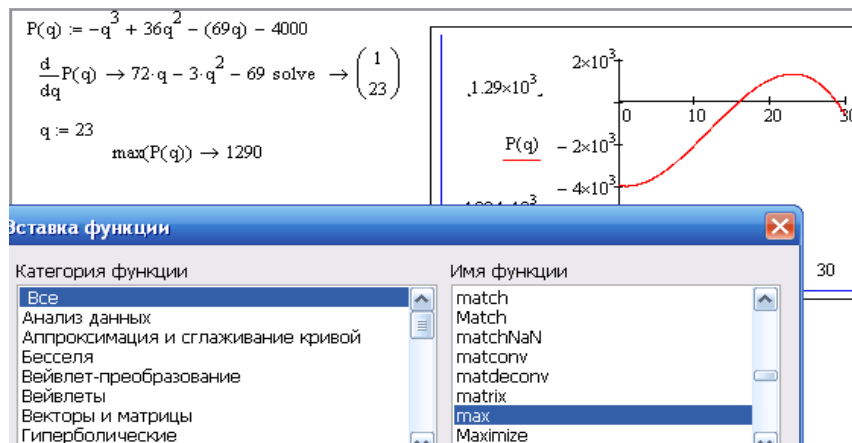 P(q) := -q³ + 36q² - (69q) - 4000
d/dq P(q) → 72·q - 3·q² - 69 solve → (1 23)
q := 23
max(P(q)) → 1290
1.29×10³
2×10³
0 10 20 30
P(q)
- 2×10³
- 4×10³
30
Вставка функции
Категория функции
Все
Анализ данных
Аппроксимация и сглаживание кривой
Бесселя
Вейвлет-преобразование
Вейвлеты
Векторы и матрицы
Гиперболические
Имя функции
match
Match
matchNaN
matconv
matdeconv
matrix
max
Maximize